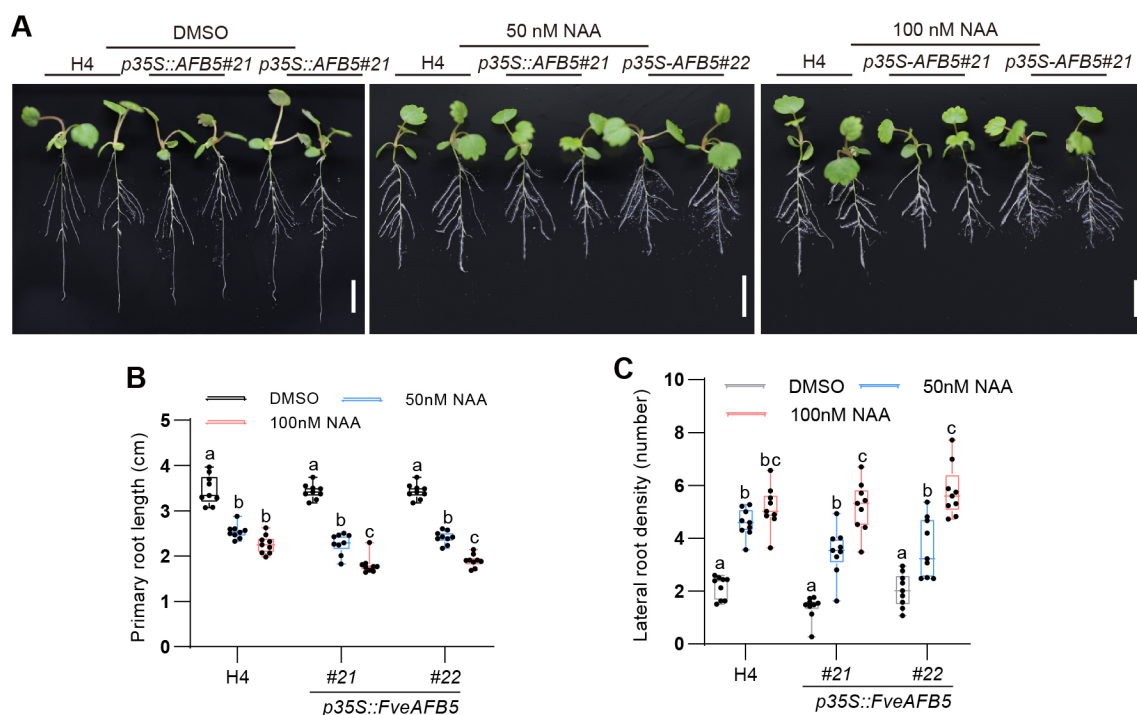 A
DMSO
50 nM NAA
100 nM NAA
H4 p35S::AFB5#21 p35S::AFB5#21
H4 p35S::AFB5#21 p35S-AFB5#22
H4 p35S-AFB5#21 p35S-AFB5#21
B
DMSO 50nM NAA
100nM NAA
Primary root length (cm)
5
4
3
2
1
0
a b b
a b c
a b c
H4 #21 #22
p35S::FveAFB5
C
DMSO 50nM NAA
100nM NAA
Lateral root density (number)
10
8
6
4
2
0
a b bc
a b c
a b c
H4 #21 #22
p35S::FveAFB5